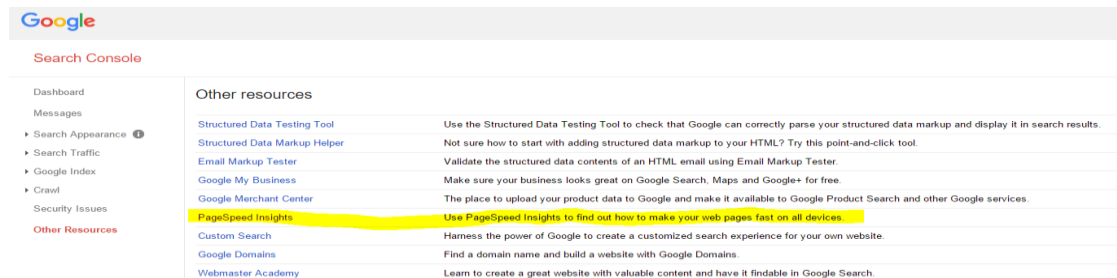 Google
Search Console
Dashboard
Messages
Search Appearance
Search Traffic
Google Index
Crawl
Security Issues
Other Resources
Other resources
Structured Data Testing Tool Use the Structured Data Testing Tool to check that Google can correctly parse your structured data markup and display it in search results.
Structured Data Markup Helper Not sure how to start with adding structured data markup to your HTML? Try this point-and-click tool.
Email Markup Tester Validate the structured data contents of an HTML email using Email Markup Tester.
Google My Business Make sure your business looks great on Google Search, Maps and Google+ for free.
Google Merchant Center The place to upload your product data to Google and make it available to Google Product Search and other Google services.
PageSpeed Insights Use PageSpeed Insights to find out how to make your web pages fast on all devices.
Custom Search Harness the power of Google to create a customized search experience for your own website.
Google Domains Find a domain name and build a website with Google Domains.
Webmaster Academy Learn to create a great website with valuable content and have it findable in Google Search.